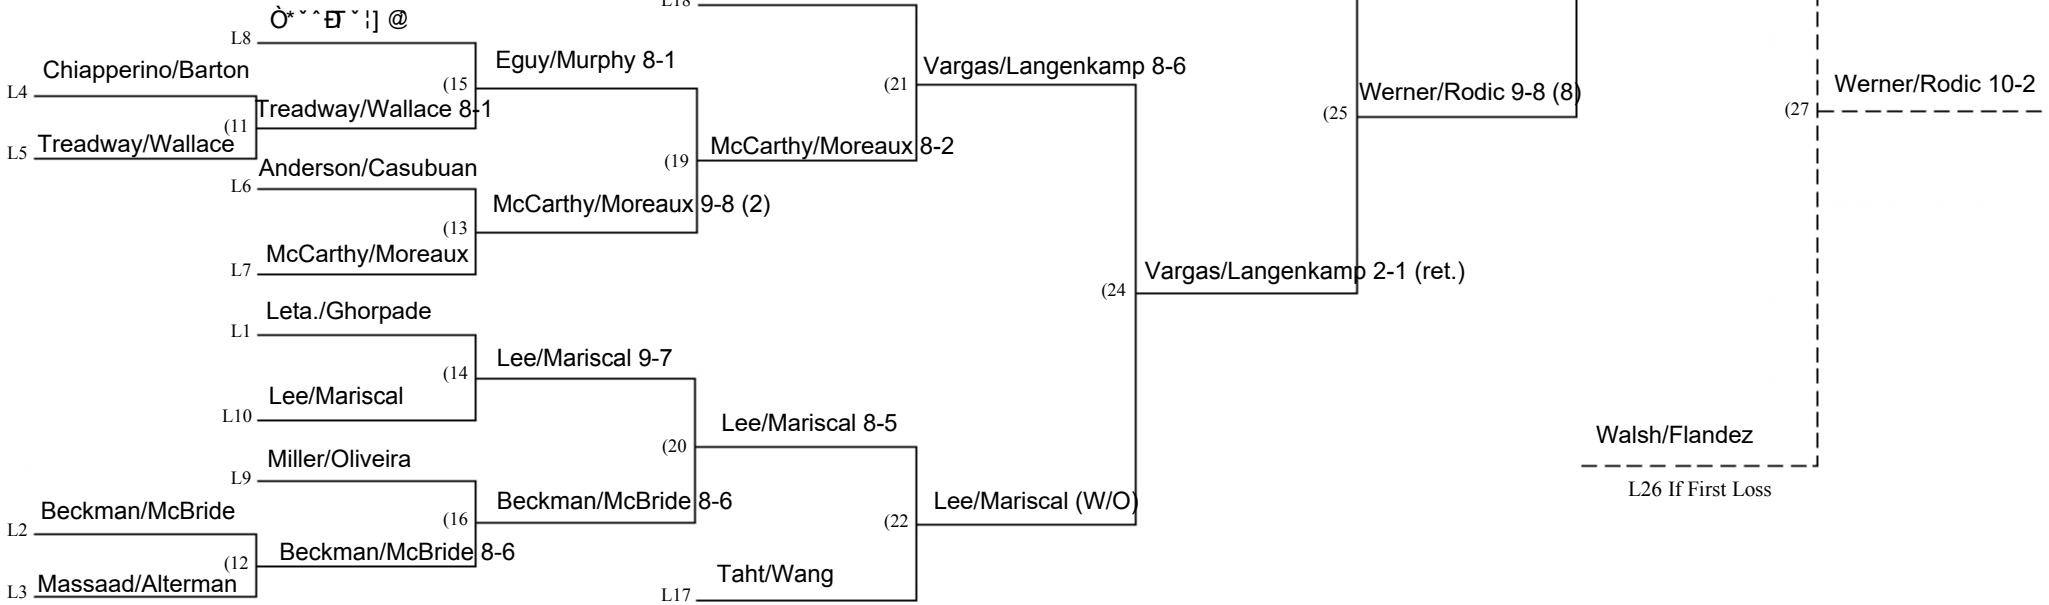 L18
L8
Eguy/Murphy 8-1
Vargas/Langenkamp 8-6
Chiapperino/Barton
L4
(15
(21
Werner/Rodic 9-8 (8)
Werner/Rodic 10-2
Treadway/Wallace 8-1
(25
(27
(11
Treadway/Wallace
L5
McCarthy/Moreaux 8-2
(19
Anderson/Casubuan
L6
McCarthy/Moreaux 9-8 (2)
(13
McCarthy/Moreaux
L7
Vargas/Langenkamp 2-1 (ret.)
(24
Leta./Ghorpade
L1
Lee/Mariscal 9-7
(14
Lee/Mariscal
L10
Lee/Mariscal 8-5
(20
Walsh/Flandez
L26 If First Loss
Miller/Oliveira
L9
Beckman/McBride 8-6
Lee/Mariscal (W/O)
Beckman/McBride
L2
(16
(22
Beckman/McBride 8-6
(12
Massaad/Alterman
L3
Taht/Wang
L17